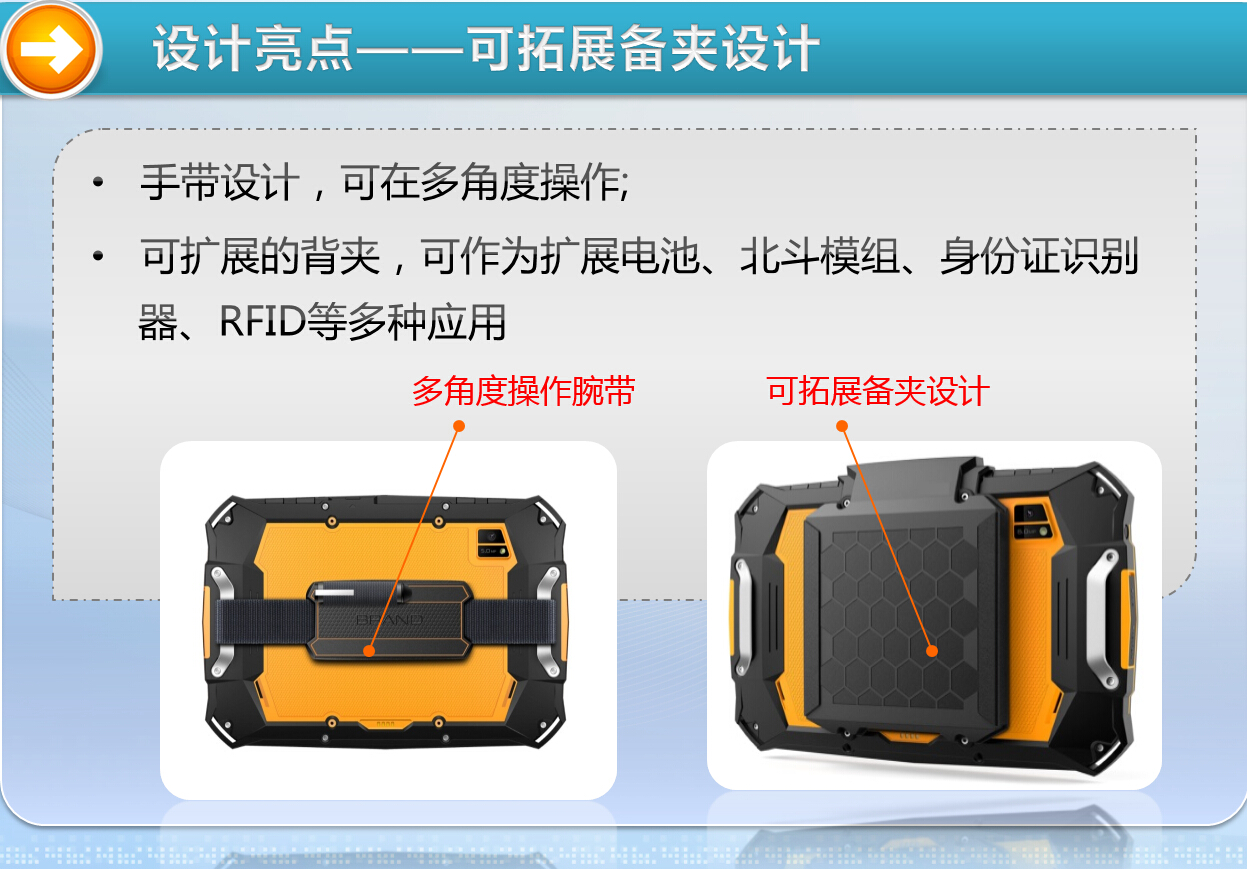 设计亮点——可拓展备夹设计
• 手带设计，可在多角度操作;
• 可扩展的背夹，可作为扩展电池、北斗模组、身份证识别
器、RFID等多种应用
多角度操作腕带
可拓展备夹设计
BRAND